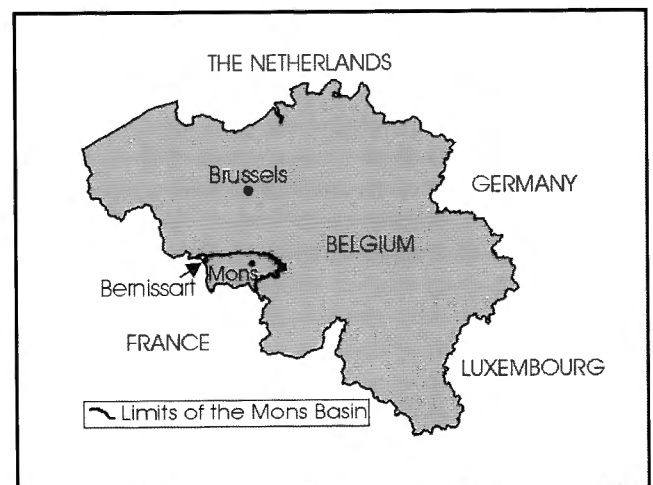 THE NETHERLANDS
Brussels
GERMANY
BELGIUM
Mons
Bernissart
FRANCE
LUXEMBOURG
Limits of the Mons Basin